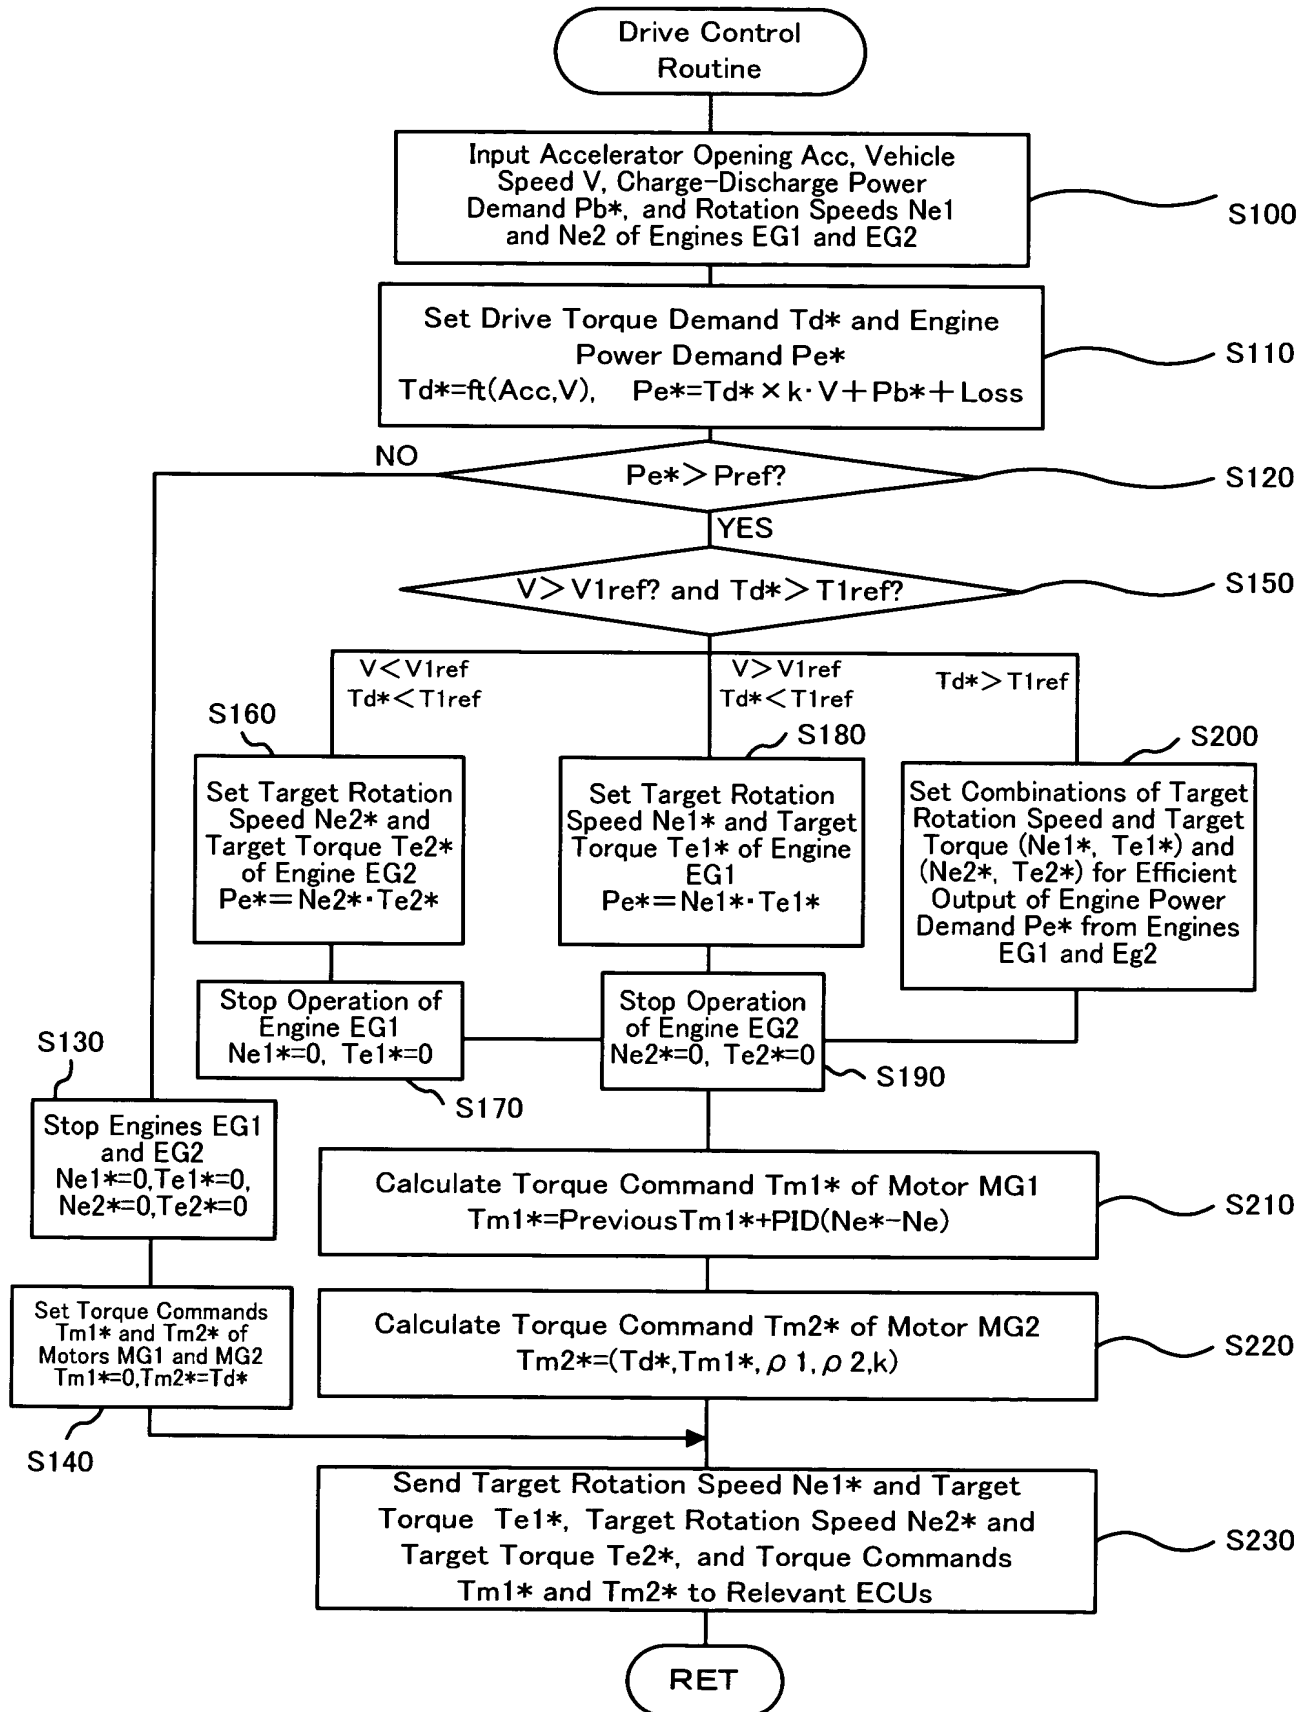 Drive Control
Routine
Input Accelerator Opening Acc, Vehicle
Speed V, Charge-Discharge Power
Demand Pb*, and Rotation Speeds Ne1
and Ne2 of Engines EG1 and EG2
S100
Set Drive Torque Demand Td* and Engine
Power Demand Pe*
Td*=ft(Acc,V), Pe*=Td*×k·V+Pb*+Loss
S110
NO
Pe*>Pref?
S120
YES
V>V1ref? and Td*>T1ref?
S150
V<V1ref
Td*<T1ref
V>V1ref
Td*<T1ref
Td*>T1ref
S160
Set Target Rotation
Speed Ne2* and
Target Torque Te2*
of Engine EG2
Pe*=Ne2*·Te2*
S180
Set Target Rotation
Speed Ne1* and Target
Torque Te1* of Engine
EG1
Pe*=Ne1*·Te1*
S200
Set Combinations of Target
Rotation Speed and Target
Torque (Ne1*, Te1*) and
(Ne2*, Te2*) for Efficient
Output of Engine Power
Demand Pe* from Engines
EG1 and Eg2
Stop Operation of
Engine EG1
Ne1*=0, Te1*=0
S170
Stop Operation
of Engine EG2
Ne2*=0, Te2*=0
S190
S130
Stop Engines EG1
and EG2
Ne1*=0,Te1*=0,
Ne2*=0,Te2*=0
Calculate Torque Command Tm1* of Motor MG1
Tm1*=PreviousTm1*+PID(Ne*-Ne)
S210
Set Torque Commands
Tm1* and Tm2* of
Motors MG1 and MG2
Tm1*=0,Tm2*=Td*
S140
Calculate Torque Command Tm2* of Motor MG2
Tm2*=(Td*,Tm1*,ρ1,ρ2,k)
S220
Send Target Rotation Speed Ne1* and Target
Torque Te1*, Target Rotation Speed Ne2* and
Target Torque Te2*, and Torque Commands
Tm1* and Tm2* to Relevant ECUs
S230
RET